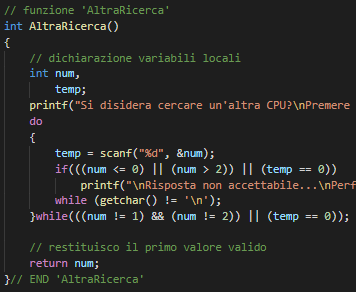 // funzione 'AltraRicerca'
int AltraRicerca()
{
// dichiarazione variabili locali
int num,
temp;
printf("Si disidera cercare un'altra CPU?\nPremere
do
{
temp = scanf("%d", &num);
if(((num <= 0) || (num > 2)) || (temp == 0))
printf("\nRisposta non accettabile...\nPerf
while (getchar() != '\n');
}while(((num != 1) && (num != 2)) || (temp == 0));
// restituisco il primo valore valido
return num;
}// END 'AltraRicerca'